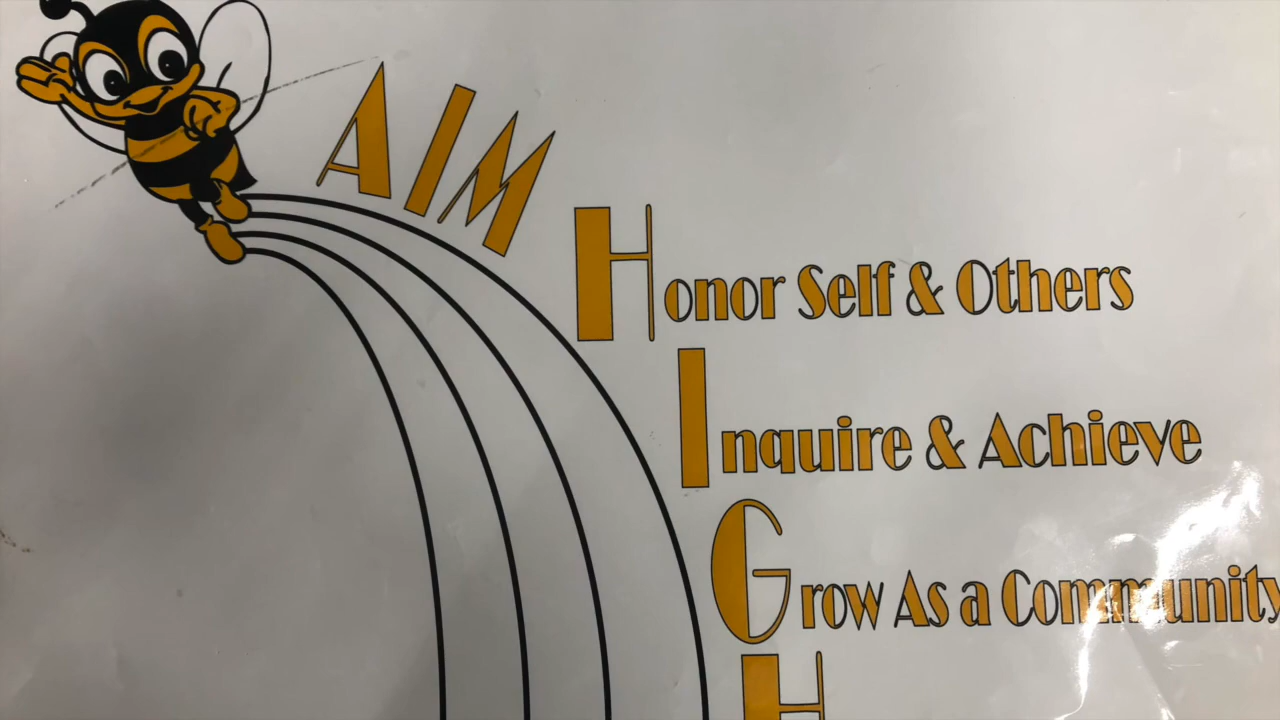 AIM
Honor Self & Others
Inquire & Achieve
Grow As a Community
H